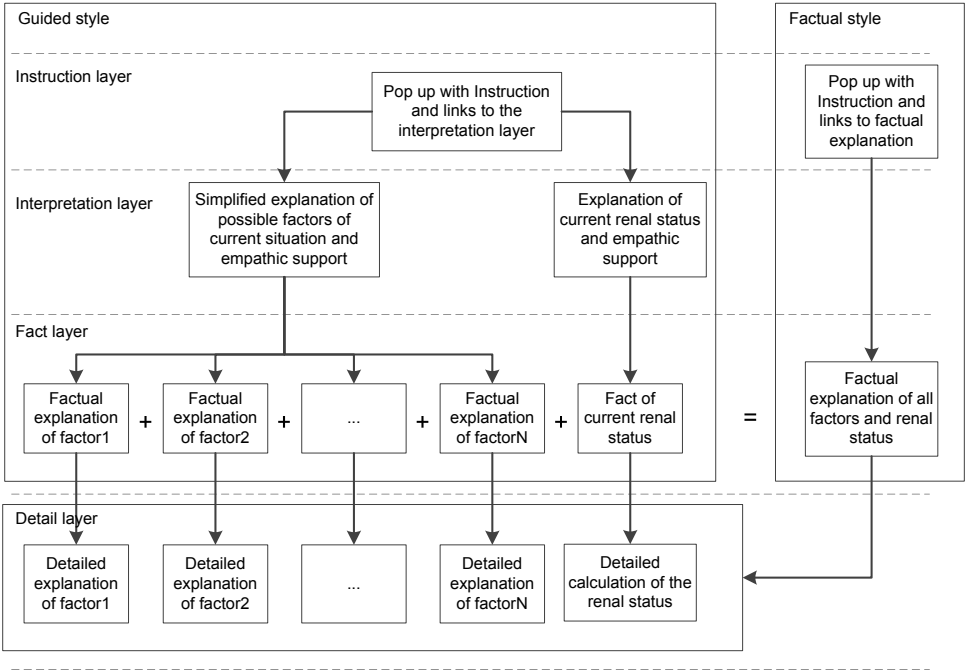 Guided style
Factual style
Instruction layer
Pop up with Instruction
and links to the
interpretation layer
Pop up with
Instruction and
links to factual
explanation
Interpretation layer
Simplified explanation of
possible factors of
current situation and
empathic support
Explanation of
current renal status
and empathic
support
Fact layer
Factual
explanation
of factor1
+
Factual
explanation
of factor2
+
...
+
Factual
explanation
of factorN
+
Fact of
current renal
status
=
Factual
explanation of all
factors and renal
status
Detail layer
Detailed
explanation
of factor1
Detailed
explanation
of factor2
...
Detailed
explanation
of factorN
Detailed
calculation of the
renal status